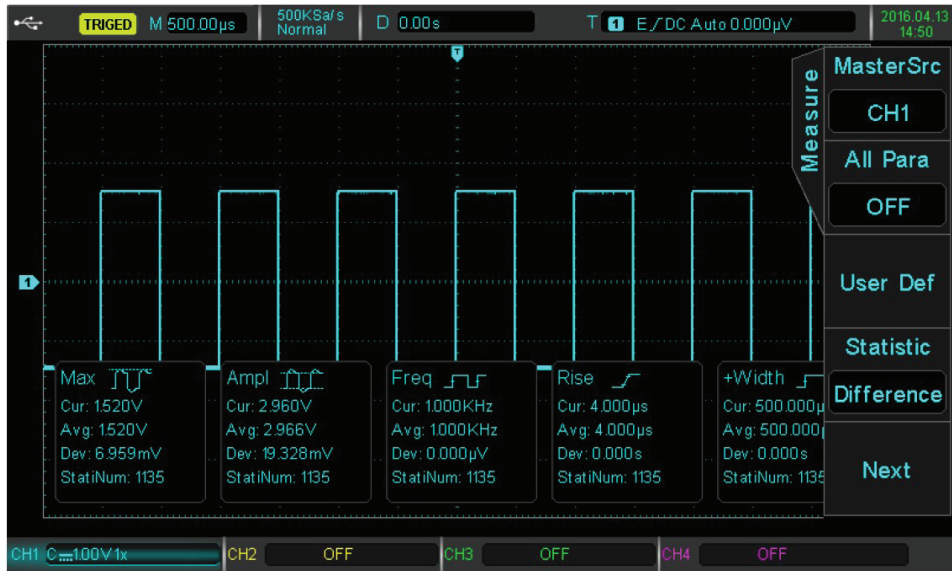 TRIGED M 500.00μs 500KSa/s Normal D 0.00s T 1 E DC Auto 0.000μV 2016.04.13 14:50
T
Measure
MasterSrc
CH1
All Para
OFF
User Def
Statistic
Difference
Next
1
Max
Cur: 1.520V
Avg: 1.520V
Dev: 6.959mV
StatiNum: 1135
Ampl
Cur: 2.960V
Avg: 2.966V
Dev: 19.328mV
StatiNum: 1135
Freq
Cur: 1.000KHz
Avg: 1.000KHz
Dev: 0.000μV
StatiNum: 1135
Rise
Cur: 4.000μs
Avg: 4.000μs
Dev: 0.000s
StatiNum: 1135
+Width
Cur: 500.000μ
Avg: 500.000
Dev: 0.000s
StatiNum: 1135
CH1 C 1.00V 1x CH2 OFF CH3 OFF CH4 OFF